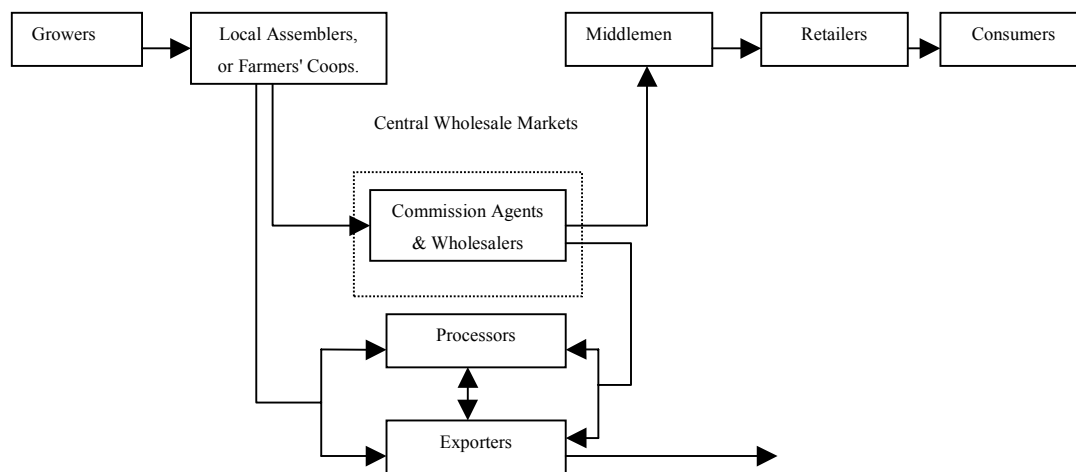 Growers
Local Assemblers,
or Farmers' Coops.
Middlemen
Retailers
Consumers
Central Wholesale Markets
Commission Agents
& Wholesalers
Processors
Exporters